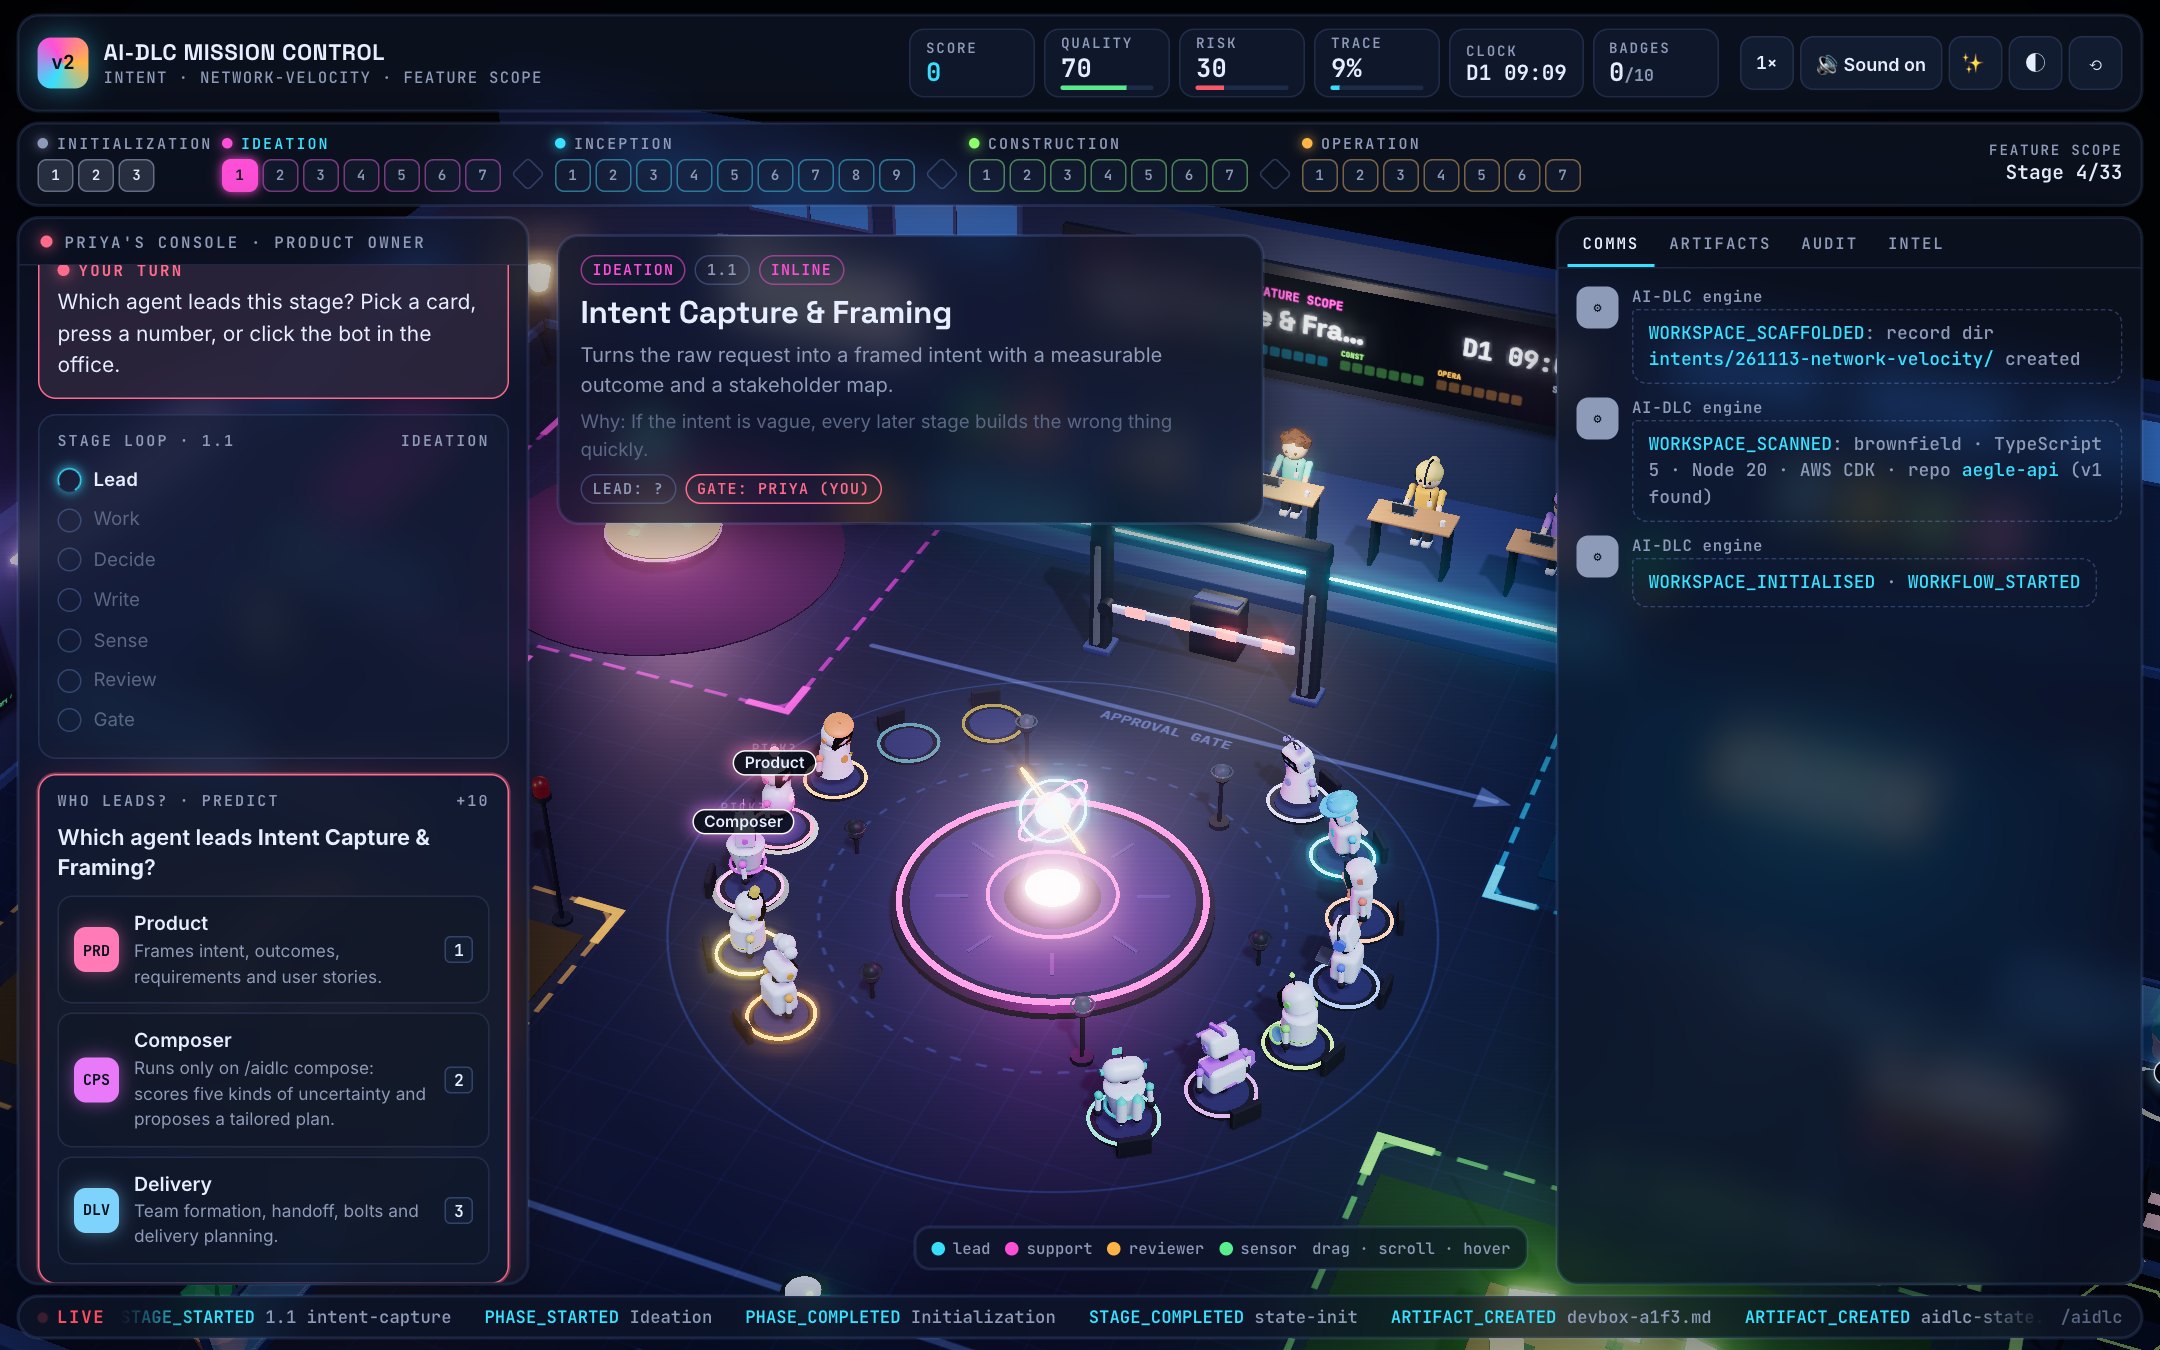 v2
AI-DLC MISSION CONTROL
INTENT · NETWORK-VELOCITY · FEATURE SCOPE
SCORE
0
QUALITY
70
RISK
30
TRACE
9%
CLOCK
D1 09:09
BADGES
0/10
1×
Sound on
INITIALIZATION
1 2 3
IDEATION
1 2 3 4 5 6 7
INCEPTION
1 2 3 4 5 6 7 8 9
CONSTRUCTION
1 2 3 4 5 6 7
OPERATION
1 2 3 4 5 6 7
FEATURE SCOPE
Stage 4/33
PRIYA'S CONSOLE · PRODUCT OWNER
YOUR TURN
Which agent leads this stage? Pick a card,
press a number, or click the bot in the
office.
STAGE LOOP · 1.1
IDEATION
Lead
Work
Decide
Write
Sense
Review
Gate
WHO LEADS? · PREDICT
+10
Which agent leads Intent Capture &
Framing?
PRD
Product
Frames intent, outcomes,
requirements and user stories.
1
CPS
Composer
Runs only on /aidlc compose:
scores five kinds of uncertainty and
proposes a tailored plan.
2
DLV
Delivery
Team formation, handoff, bolts and
delivery planning.
3
IDEATION
1.1
INLINE
Intent Capture & Framing
Turns the raw request into a framed intent with a measurable
outcome and a stakeholder map.
Why: If the intent is vague, every later stage builds the wrong thing
quickly.
LEAD: ?
GATE: PRIYA (YOU)
ATURE SCOPE
e & Fra...
D1 09:
CONST
OPERA
APPROVAL GATE
PICK?
Product
PICK?
Composer
lead
support
reviewer
sensor
drag · scroll · hover
COMMS
ARTIFACTS
AUDIT
INTEL
AI-DLC engine
WORKSPACE_SCAFFOLDED: record dir
intents/261113-network-velocity/ created
AI-DLC engine
WORKSPACE_SCANNED: brownfield · TypeScript
5 · Node 20 · AWS CDK · repo aegle-api (v1
found)
AI-DLC engine
WORKSPACE_INITIALISED · WORKFLOW_STARTED
LIVE
STAGE_STARTED 1.1 intent-capture
PHASE_STARTED Ideation
PHASE_COMPLETED Initialization
STAGE_COMPLETED state-init
ARTIFACT_CREATED devbox-a1f3.md
ARTIFACT_CREATED aidlc-state.
/aidlc